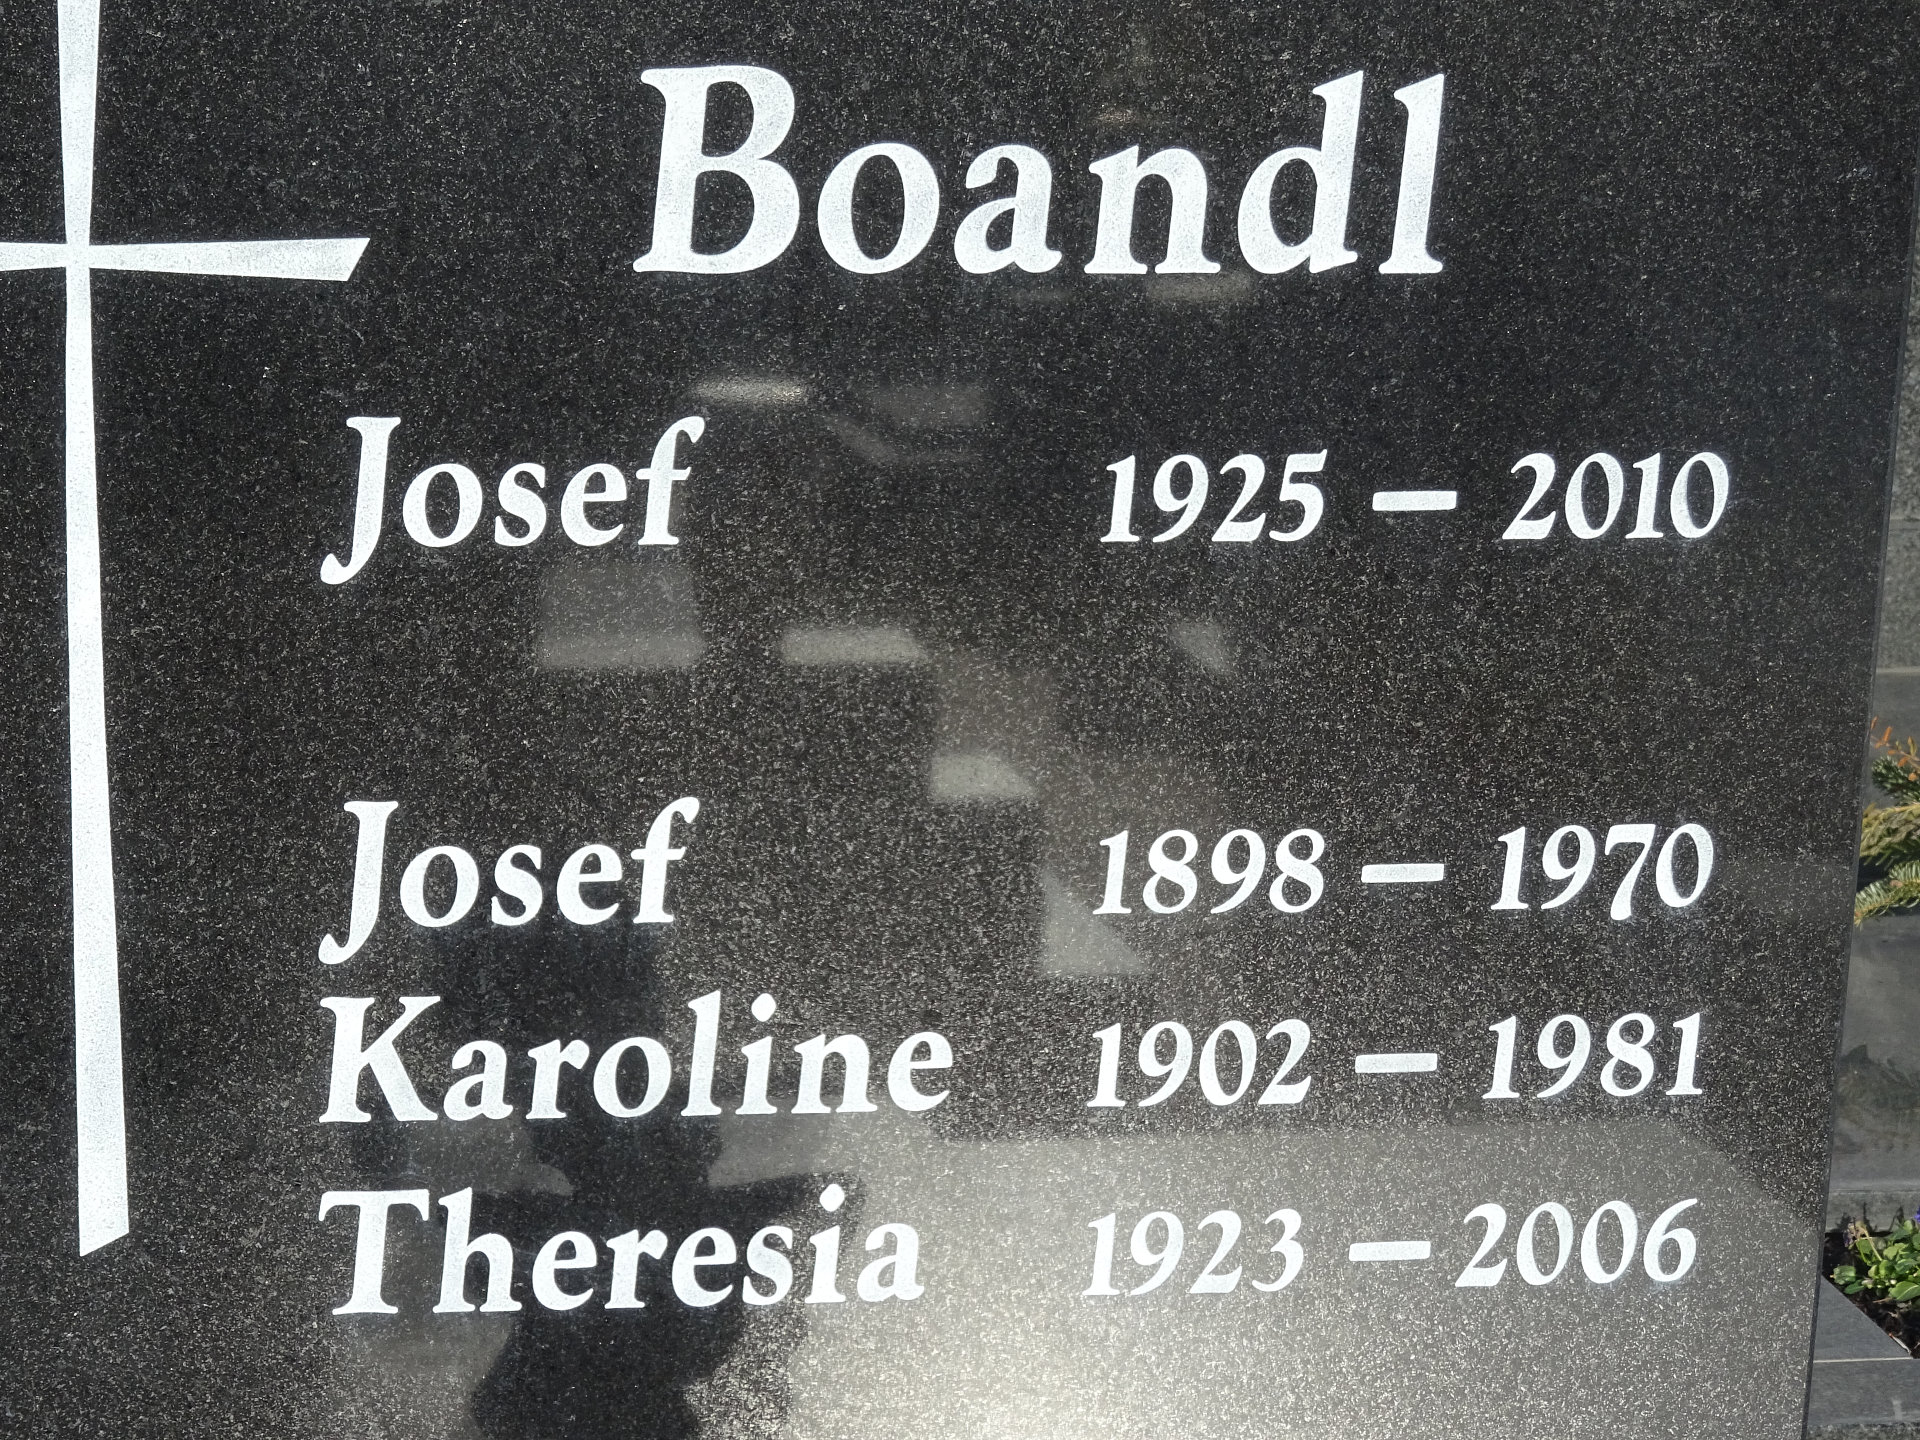 Boandl
Josef 1925 – 2010
Josef 1898 – 1970
Karoline 1902 – 1981
Theresia 1923 – 2006